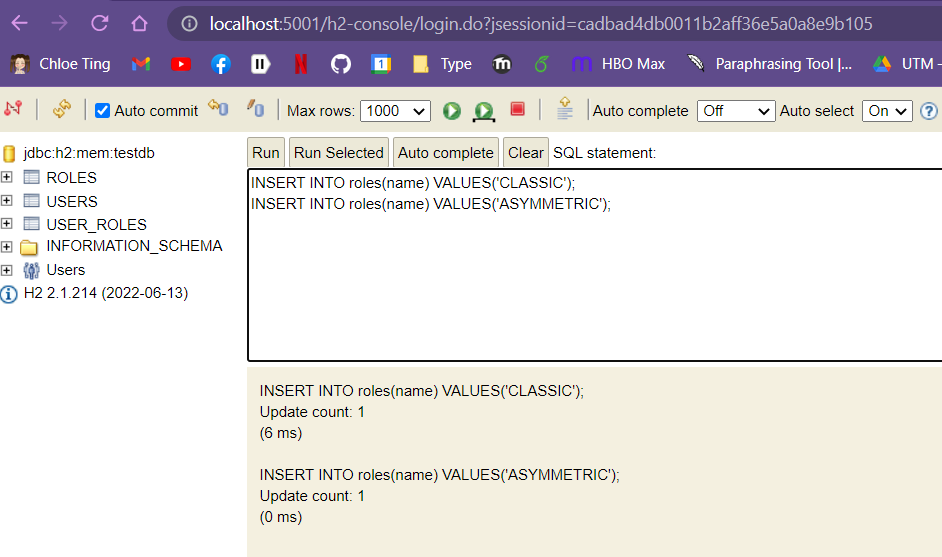 localhost:5001/h2-console/login.do?jsessionid=cadbad4db0011b2aff36e5a0a8e9b105
Chloe Ting
1
Type
m
HBO Max
Paraphrasing Tool |...
UTM -
Auto commit
Max rows: 1000
Auto complete Off
Auto select On
?
jdbc:h2:mem:testdb
ROLES
USERS
USER_ROLES
INFORMATION_SCHEMA
Users
H2 2.1.214 (2022-06-13)
Run Run Selected Auto complete Clear SQL statement:
INSERT INTO roles(name) VALUES('CLASSIC');
INSERT INTO roles(name) VALUES('ASYMMETRIC');
INSERT INTO roles(name) VALUES('CLASSIC');
Update count: 1
(6 ms)
INSERT INTO roles(name) VALUES('ASYMMETRIC');
Update count: 1
(0 ms)